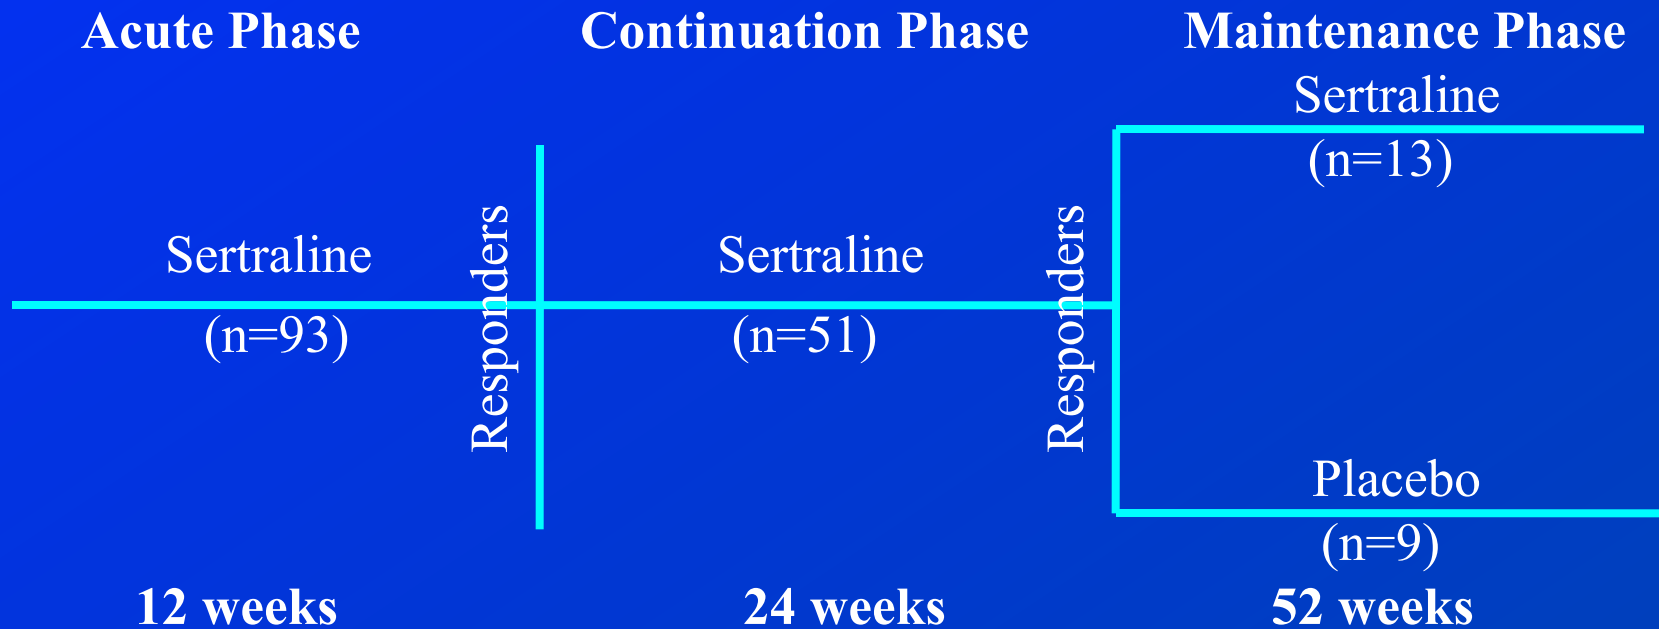 Acute Phase
Continuation Phase
Maintenance Phase
Sertraline
(n=13)
Sertraline
(n=93)
Responders
Sertraline
(n=51)
Responders
Placebo
(n=9)
12 weeks
24 weeks
52 weeks